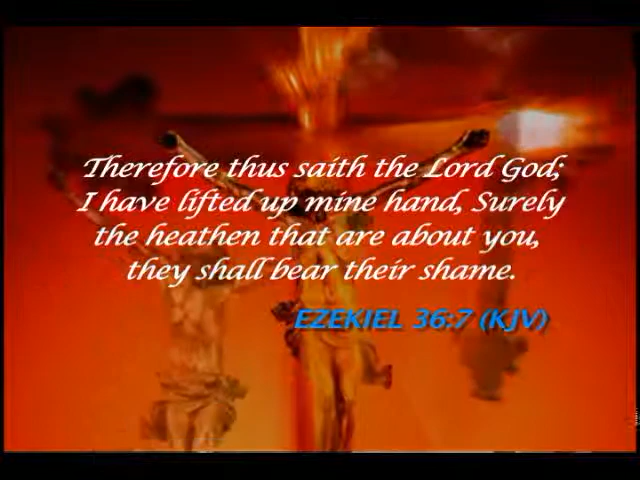 Therefore thus saith the Lord God;
I have lifted up mine hand, Surely
the heathen that are about you,
they shall bear their shame.
EZEKIEL 36:7 (KJV)